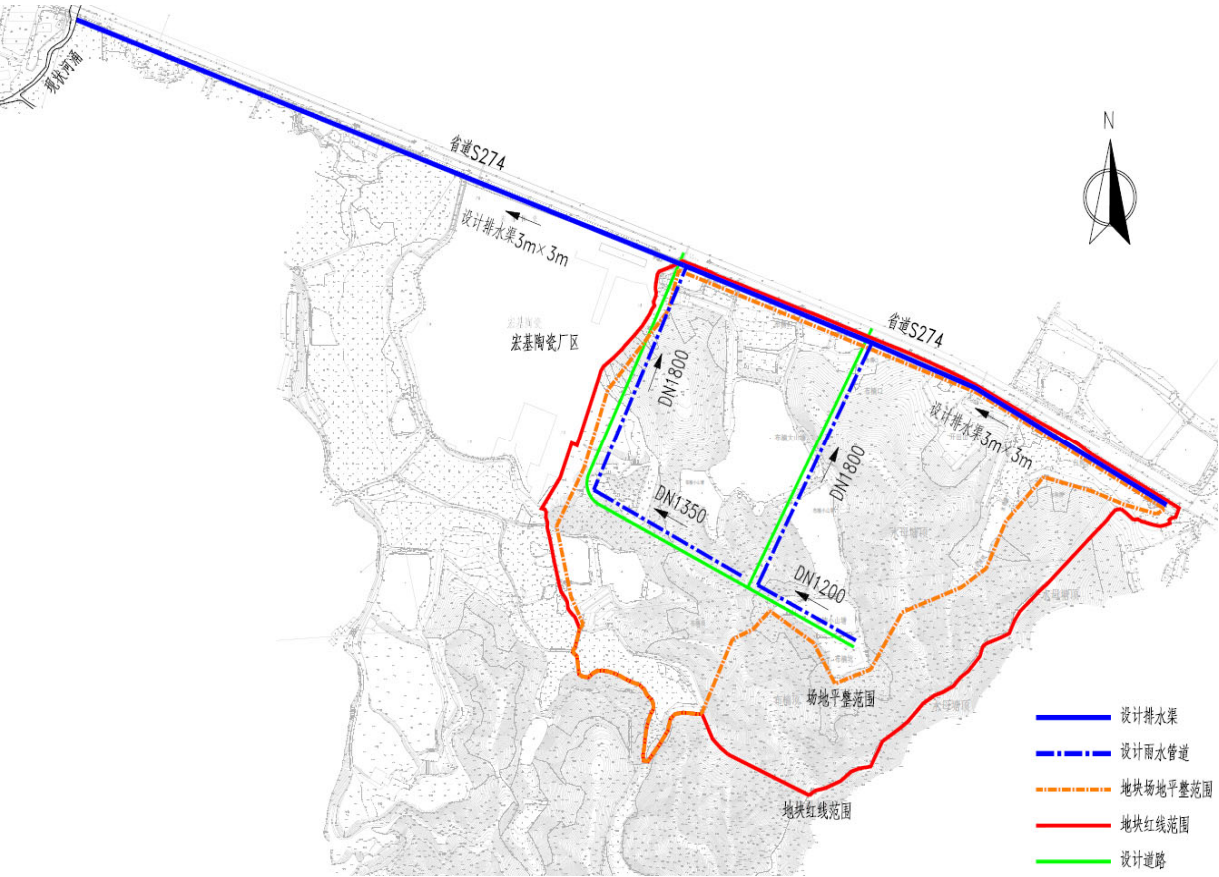 现状河涌
省道S274
设计排水渠3m×3m
N
宏基陶瓷厂区
省道S274
设计排水渠3m×3m
DN1800
DN1800
DN1350
DN1200
场地平整范围
地块红线范围
设计排水渠
设计雨水管道
地块场地平整范围
地块红线范围
设计道路